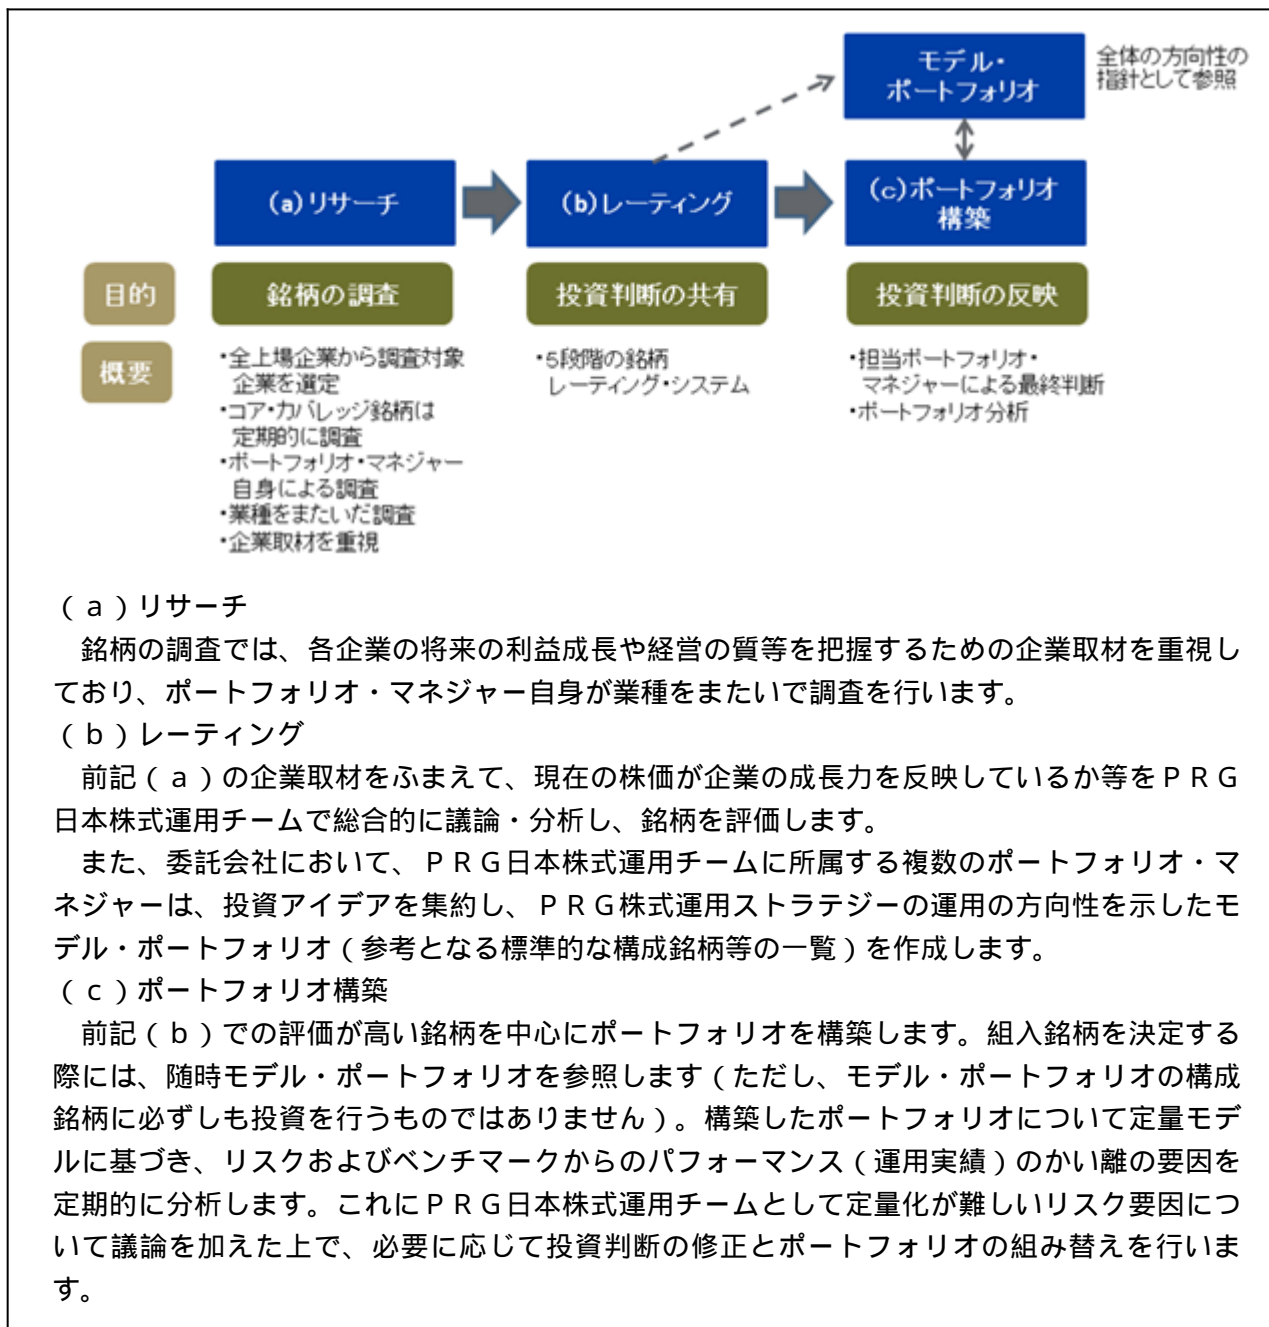 モデル・
ポートフォリオ
全体の方向性の
指針として参照
(a)リサーチ
(b)レーティング
(c)ポートフォリオ
構築
目的
銘柄の調査
投資判断の共有
投資判断の反映
概要
・全上場企業から調査対象
企業を選定
・コア・カバレッジ銘柄は
定期的に調査
・ポートフォリオ・マネジャー
自身による調査
・業種をまたいだ調査
・企業取材を重視
・5段階の銘柄
レーティング・システム
・担当ポートフォリオ・
マネジャーによる最終判断
・ポートフォリオ分析
(a)リサーチ
銘柄の調査では、各企業の将来の利益成長や経営の質等を把握するための企業取材を重視し
ており、ポートフォリオ・マネジャー自身が業種をまたいで調査を行います。
(b)レーティング
前記(a)の企業取材をふまえて、現在の株価が企業の成長力を反映しているか等をPRG
日本株式運用チームで総合的に議論・分析し、銘柄を評価します。
また、委託会社において、PRG日本株式運用チームに所属する複数のポートフォリオ・マ
ネジャーは、投資アイデアを集約し、PRG株式運用ストラテジーの運用の方向性を示したモ
デル・ポートフォリオ(参考となる標準的な構成銘柄等の一覧)を作成します。
(c)ポートフォリオ構築
前記(b)での評価が高い銘柄を中心にポートフォリオを構築します。組入銘柄を決定する
際には、随時モデル・ポートフォリオを参照します(ただし、モデル・ポートフォリオの構成
銘柄に必ずしも投資を行うものではありません)。構築したポートフォリオについて定量モデ
ルに基づき、リスクおよびベンチマークからのパフォーマンス(運用実績)のかい離の要因を
定期的に分析します。これにPRG日本株式運用チームとして定量化が難しいリスク要因につ
いて議論を加えた上で、必要に応じて投資判断の修正とポートフォリオの組み替えを行いま
す。